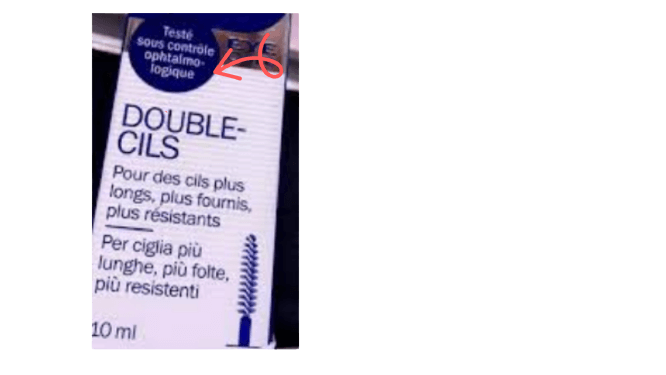 Testé
sous contrôle
ophtalmo-
logique
EYE
DOUBLE-
CILS
Pour des cils plus
longs, plus fournis,
plus résistants
Per ciglia più
lunghe, più folte,
più resistenti
10 ml